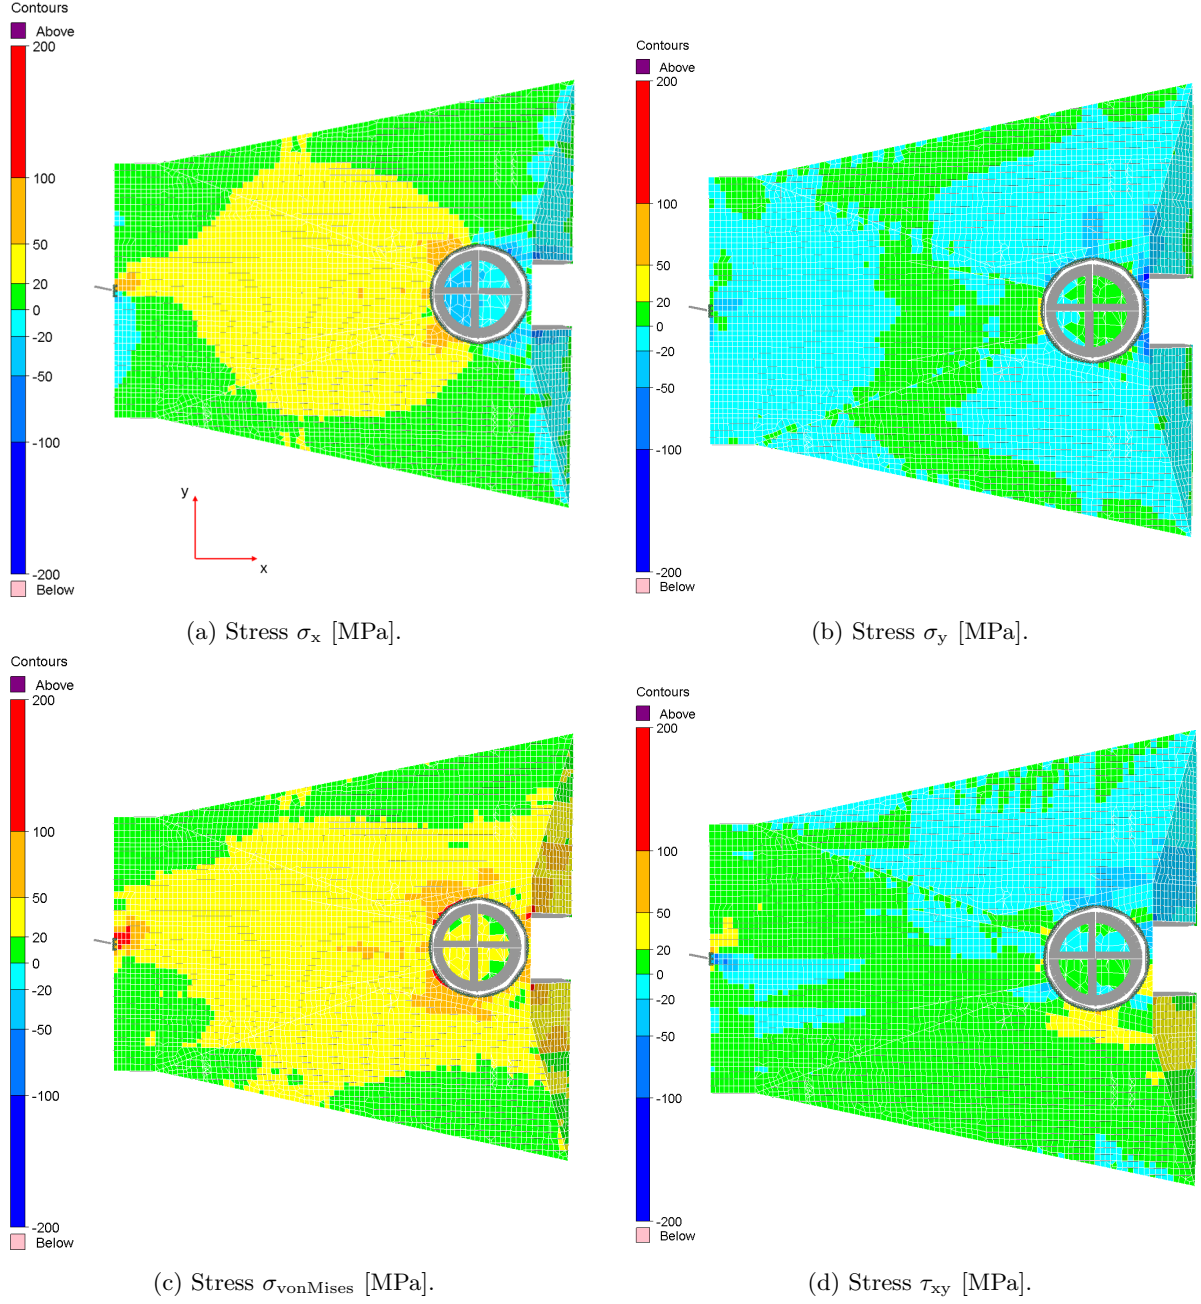 Contours
Above
200
100
50
20
0
-20
-50
-100
-200
Below
y
x
(a) Stress σx [MPa].
Contours
Above
200
100
50
20
0
-20
-50
-100
-200
Below
(b) Stress σy [MPa].
Contours
Above
200
100
50
20
0
-20
-50
-100
-200
Below
(c) Stress σvonMises [MPa].
Contours
Above
200
100
50
20
0
-20
-50
-100
-200
Below
(d) Stress τxy [MPa].